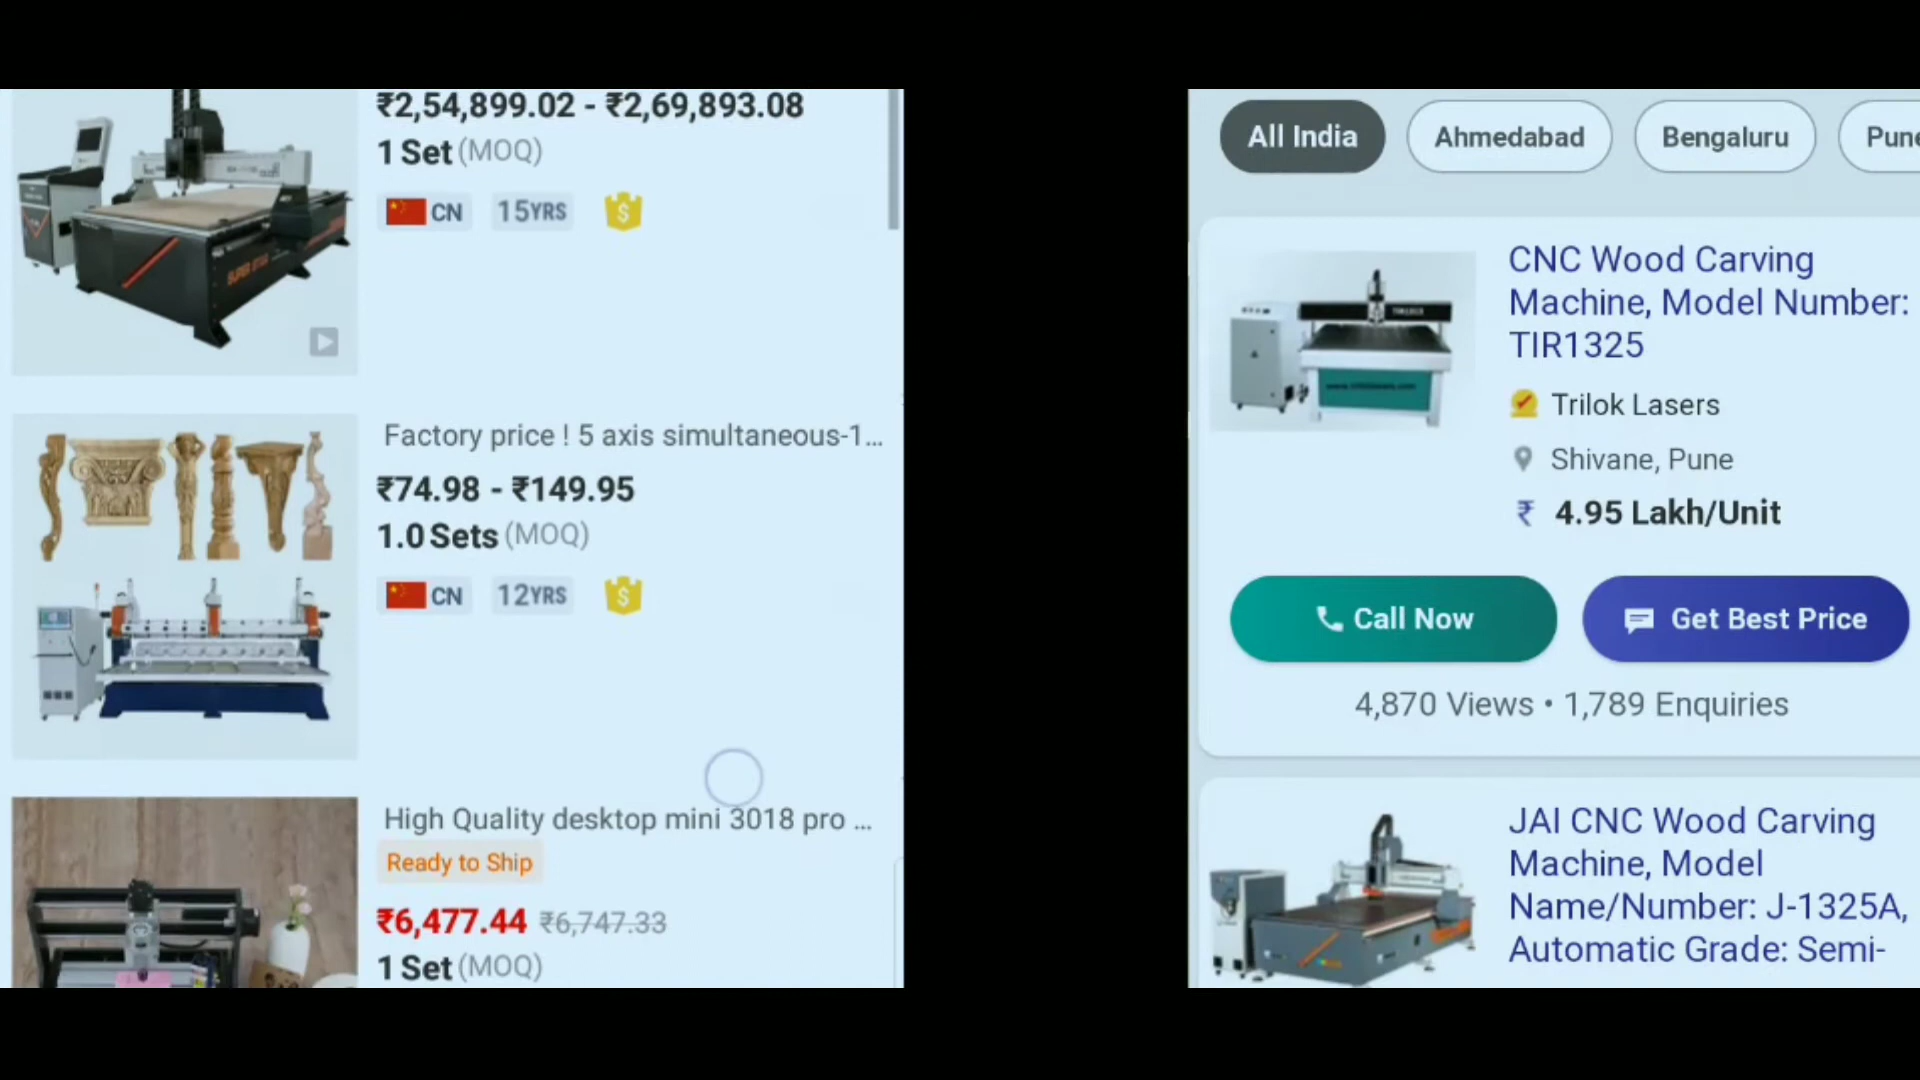 ₹2,54,899.02 - ₹2,69,893.08
1 Set (MOQ)
CN 15YRS
SUPER STAR
Factory price ! 5 axis simultaneous-1...
₹74.98 - ₹149.95
1.0 Sets (MOQ)
CN 12YRS
High Quality desktop mini 3018 pro ...
Ready to Ship
₹6,477.44 ₹6,747.33
1 Set (MOQ)
All India
Ahmedabad
Bengaluru
Pune
CNC Wood Carving
Machine, Model Number:
TIR1325
Trilok Lasers
Shivane, Pune
₹ 4.95 Lakh/Unit
Call Now
Get Best Price
4,870 Views • 1,789 Enquiries
JAI CNC Wood Carving
Machine, Model
Name/Number: J-1325A,
Automatic Grade: Semi-